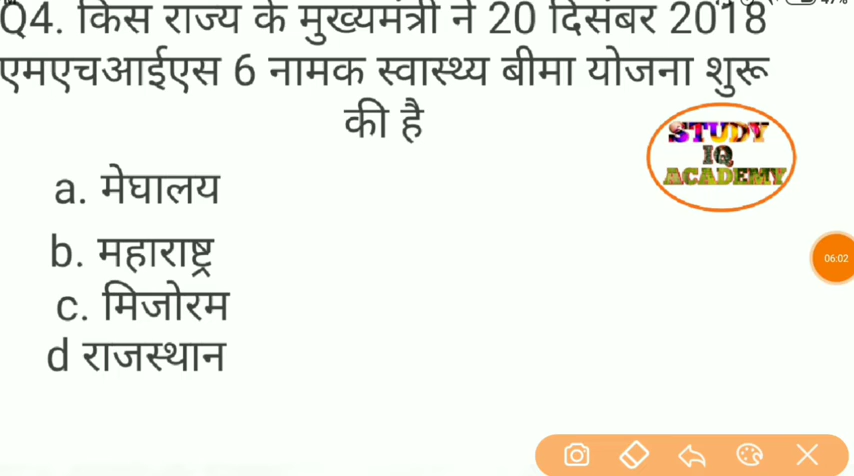 Q4. किस राज्य के मुख्यमंत्री ने 20 दिसंबर 2018
एमएचआईएस 6 नामक स्वास्थ्य बीमा योजना शुरू
की है
STUDY
IQ
ACADEMY
a. मेघालय
b. महाराष्ट्र
06:02
c. मिजोरम
d राजस्थान